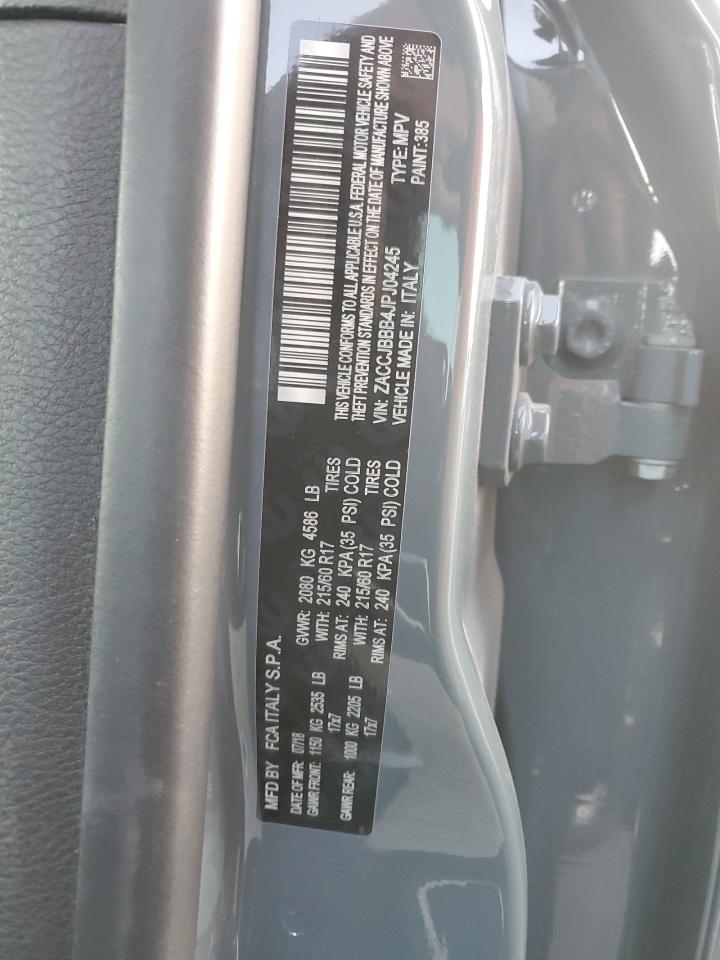 MFD BY FCA ITALY S.P.A.
DATE OF MFR: 07/18 GVWR: 2080 KG 4586 LB
GAWR FRONT: 1150 KG 2535 LB WITH: 215/60 R17 TIRES
17x7 RIMS AT: 240 KPA(35 PSI) COLD
GAWR REAR: 1000 KG 2205 LB WITH: 215/60 R17 TIRES
17x7 RIMS AT: 240 KPA(35 PSI) COLD
THIS VEHICLE CONFORMS TO ALL APPLICABLE U.S.A. FEDERAL MOTOR VEHICLE SAFETY AND
THEFT PREVENTION STANDARDS IN EFFECT ON THE DATE OF MANUFACTURE SHOWN ABOVE
VIN: ZACCJBBB4JPJ04245 TYPE: MPV
VEHICLE MADE IN: ITALY PAINT: 385